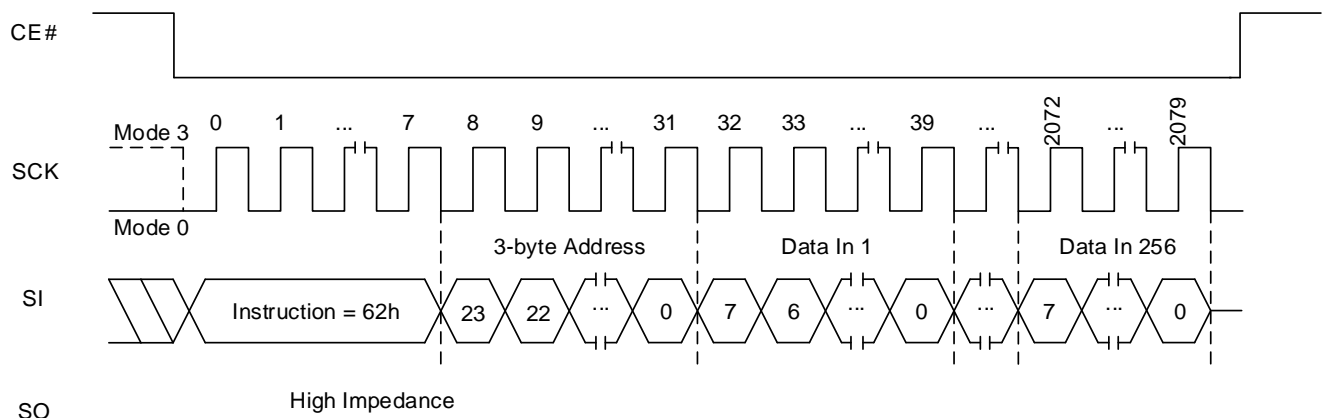 CE#
Mode 3 0 1 ... 7 8 9 ... 31 32 33 ... 39 ... 2072 ... 2079
SCK
Mode 0
3-byte Address Data In 1 Data In 256
SI Instruction = 62h 23 22 ... 0 7 6 ... 0 ... 7 ... 0
SO High Impedance